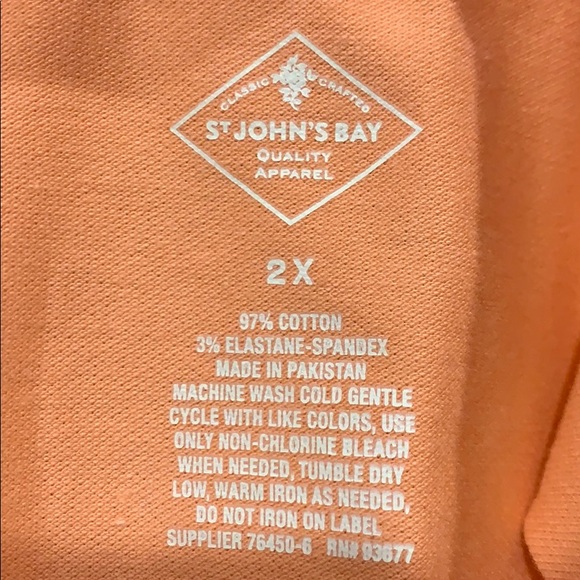 CLASSIC CRAFTED
ST JOHN'S BAY
QUALITY
APPAREL
2X
97% COTTON
3% ELASTANE-SPANDEX
MADE IN PAKISTAN
MACHINE WASH COLD GENTLE
CYCLE WITH LIKE COLORS, USE
ONLY NON-CHLORINE BLEACH
WHEN NEEDED, TUMBLE DRY
LOW, WARM IRON AS NEEDED,
DO NOT IRON ON LABEL
SUPPLIER 76450-6 RN# 93677